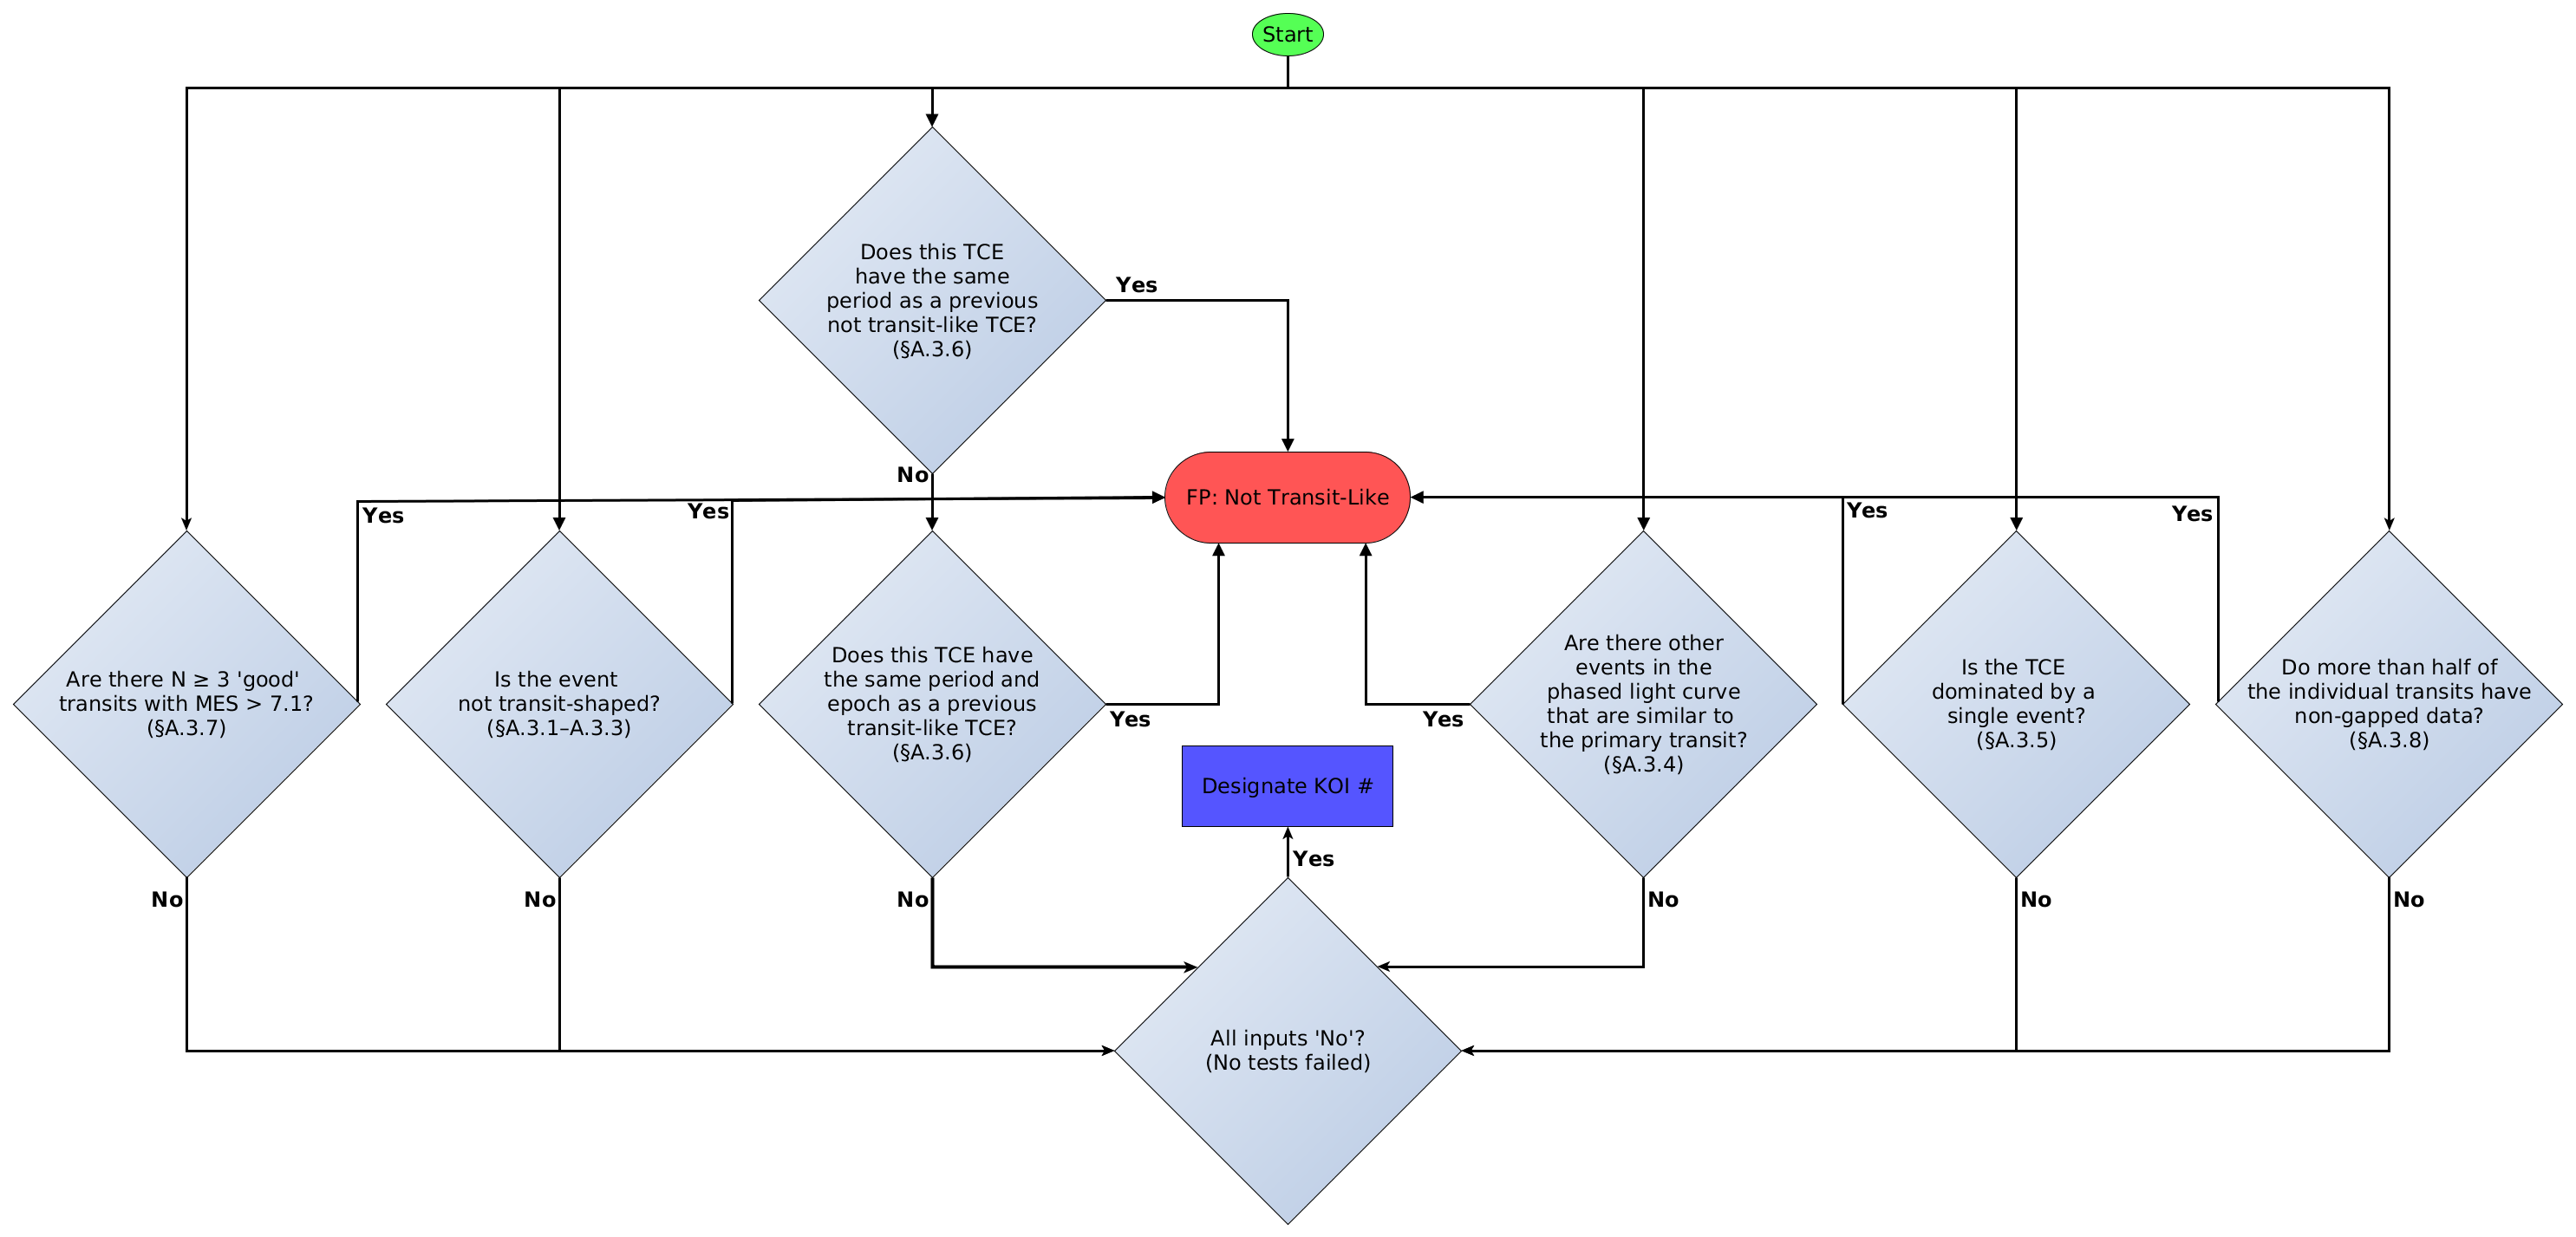 Start
Does this TCE
have the same
period as a previous
not transit-like TCE?
(§A.3.6)
Yes
No
FP: Not Transit-Like
Yes
Yes
Yes
Yes
Are there N ≥ 3 'good'
transits with MES > 7.1?
(§A.3.7)
Is the event
not transit-shaped?
(§A.3.1–A.3.3)
Does this TCE have
the same period and
epoch as a previous
transit-like TCE?
(§A.3.6)
Yes
Are there other
events in the
phased light curve
that are similar to
the primary transit?
(§A.3.4)
Yes
Is the TCE
dominated by a
single event?
(§A.3.5)
Do more than half of
the individual transits have
non-gapped data?
(§A.3.8)
Designate KOI #
Yes
No
No
No
No
No
No
All inputs 'No'?
(No tests failed)